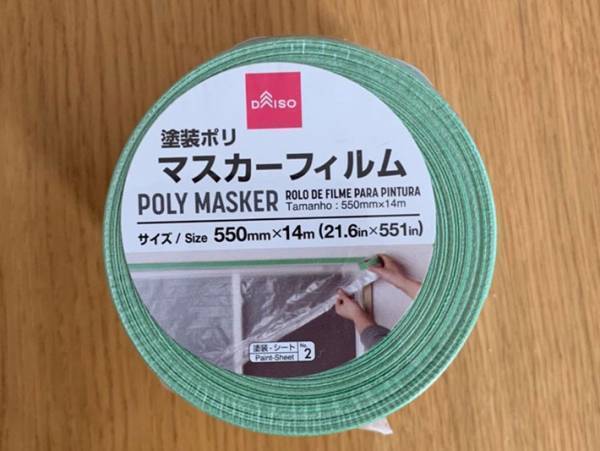 DAISO
塗装ポリ
マスカーフィルム
POLY MASKER ROLO DE FILME PARA PINTURA
Tamanho : 550mm×14m
サイズ / Size 550mm×14m (21.6in×551in)
塗装-シート No.
Paint-Sheet 2